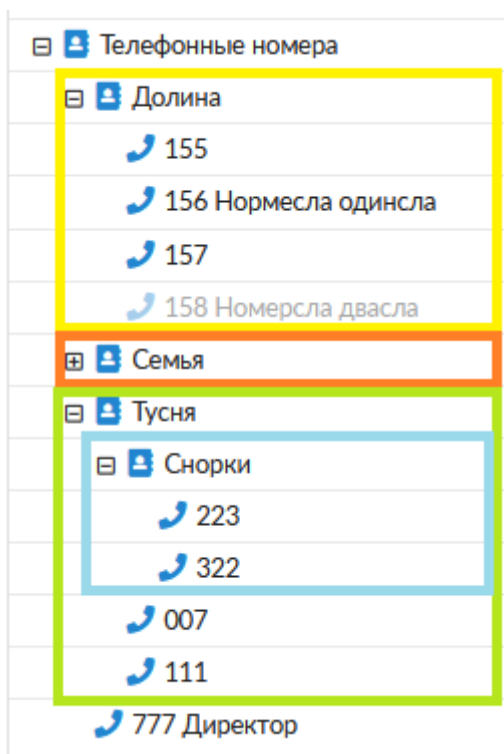 Телефонные номера
Долина
155
156 Нормесла одинсла
157
158 Номерсла двасла
Семья
Тусня
Снорки
223
322
007
111
777 Директор